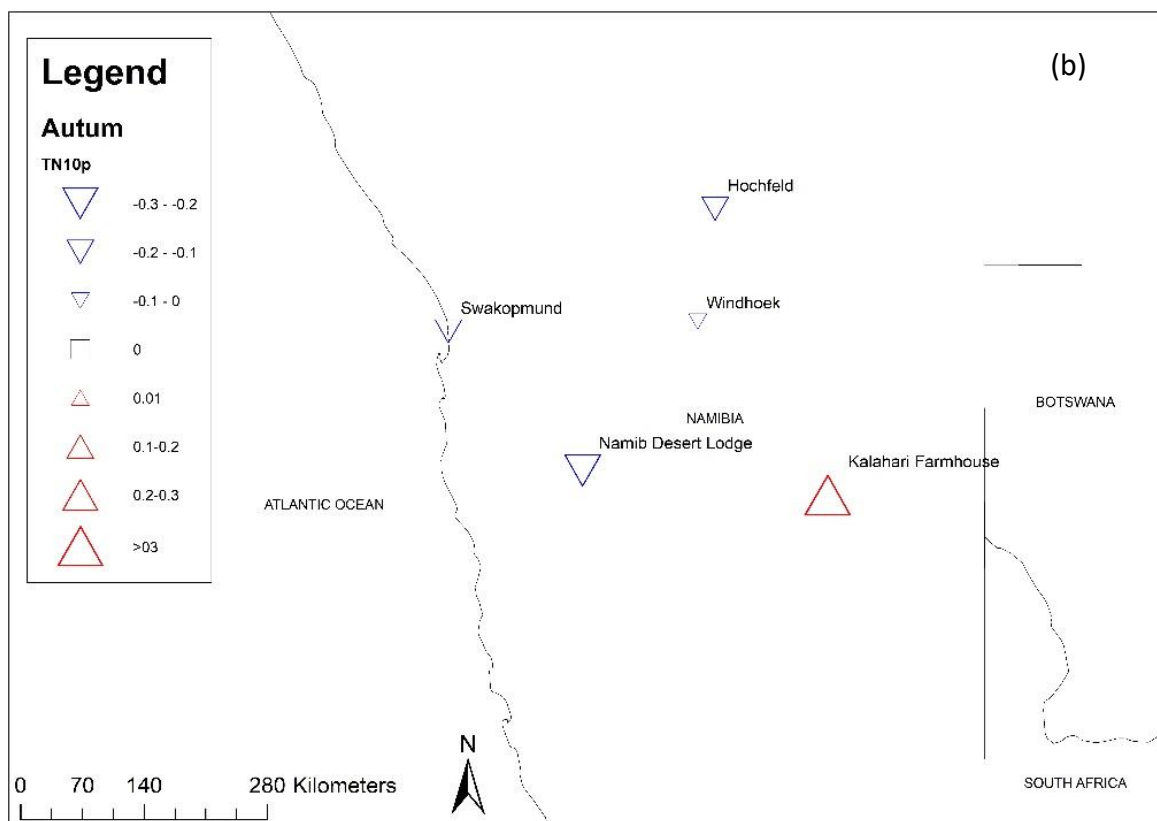 (b)
Legend
Autum
TN10p
-0.3 - -0.2
-0.2 - -0.1
-0.1 - 0
0
0.01
0.1-0.2
0.2-0.3
>03
Hochfeld
Swakopmund
Windhoek
NAMIBIA
BOTSWANA
Namib Desert Lodge
Kalahari Farmhouse
ATLANTIC OCEAN
N
0 70 140 280 Kilometers
SOUTH AFRICA